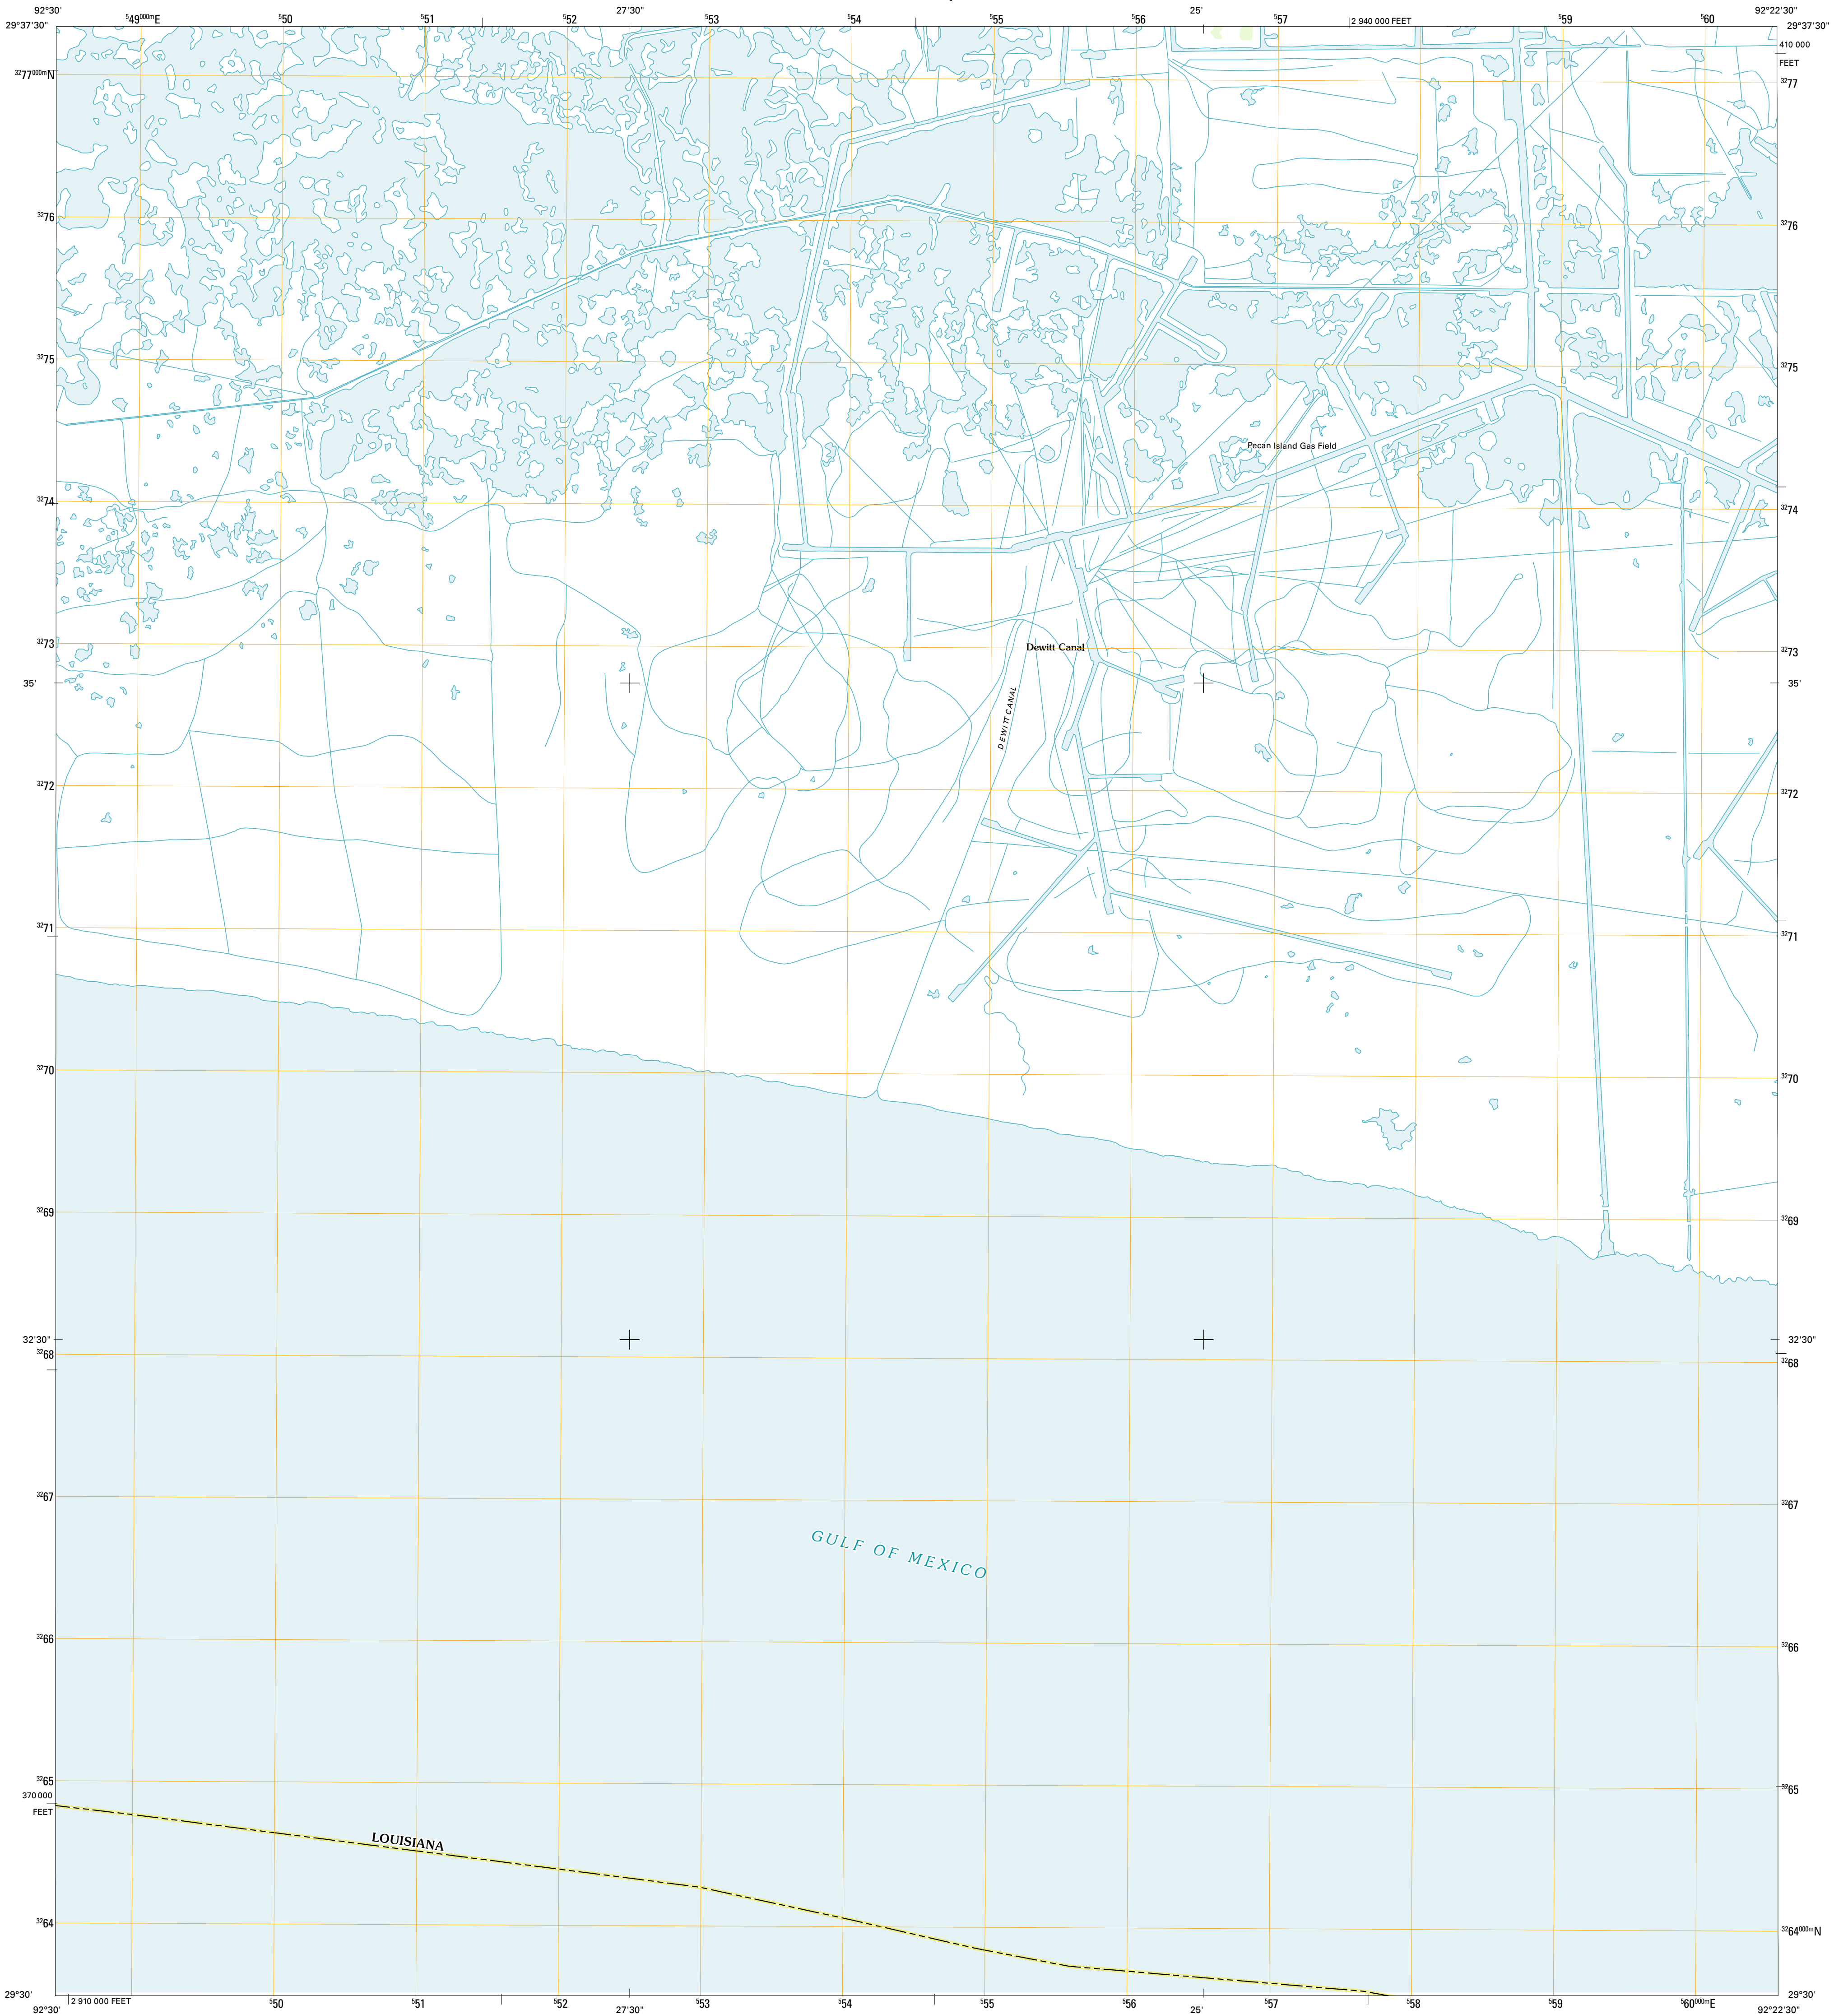 92°30' ⁵49⁰⁰⁰ᵐE ⁵50 ⁵51 ⁵52 27'30" ⁵53 ⁵54 ⁵55 ⁵56 25' ⁵57 2 940 000 FEET ⁵59 ⁵60 92°22'30"
29°37'30" 29°37'30"
410 000
FEET
³²77⁰⁰⁰ᵐN ³²77
³²76 ³²76
³²75 ³²75
Pecan Island Gas Field
³²74 ³²74
³²73 Dewitt Canal ³²73
35' 35'
DEWITT CANAL
³²72 ³²72
³²71 ³²71
³²70 ³²70
³²69 ³²69
32'30" 32'30"
³²68 ³²68
³²67 ³²67
GULF OF MEXICO
³²66 ³²66
³²65 ³²65
370 000
FEET
LOUISIANA
³²64 ³²64⁰⁰⁰ᵐN
29°30' 29°30'
2 910 000 FEET ⁵50 ⁵51 ⁵52 ⁵53 ⁵54 ⁵55 ⁵56 ⁵57 ⁵58 ⁵59 ⁵60⁰⁰⁰ᵐE
92°30' 27'30" 25' 92°22'30"